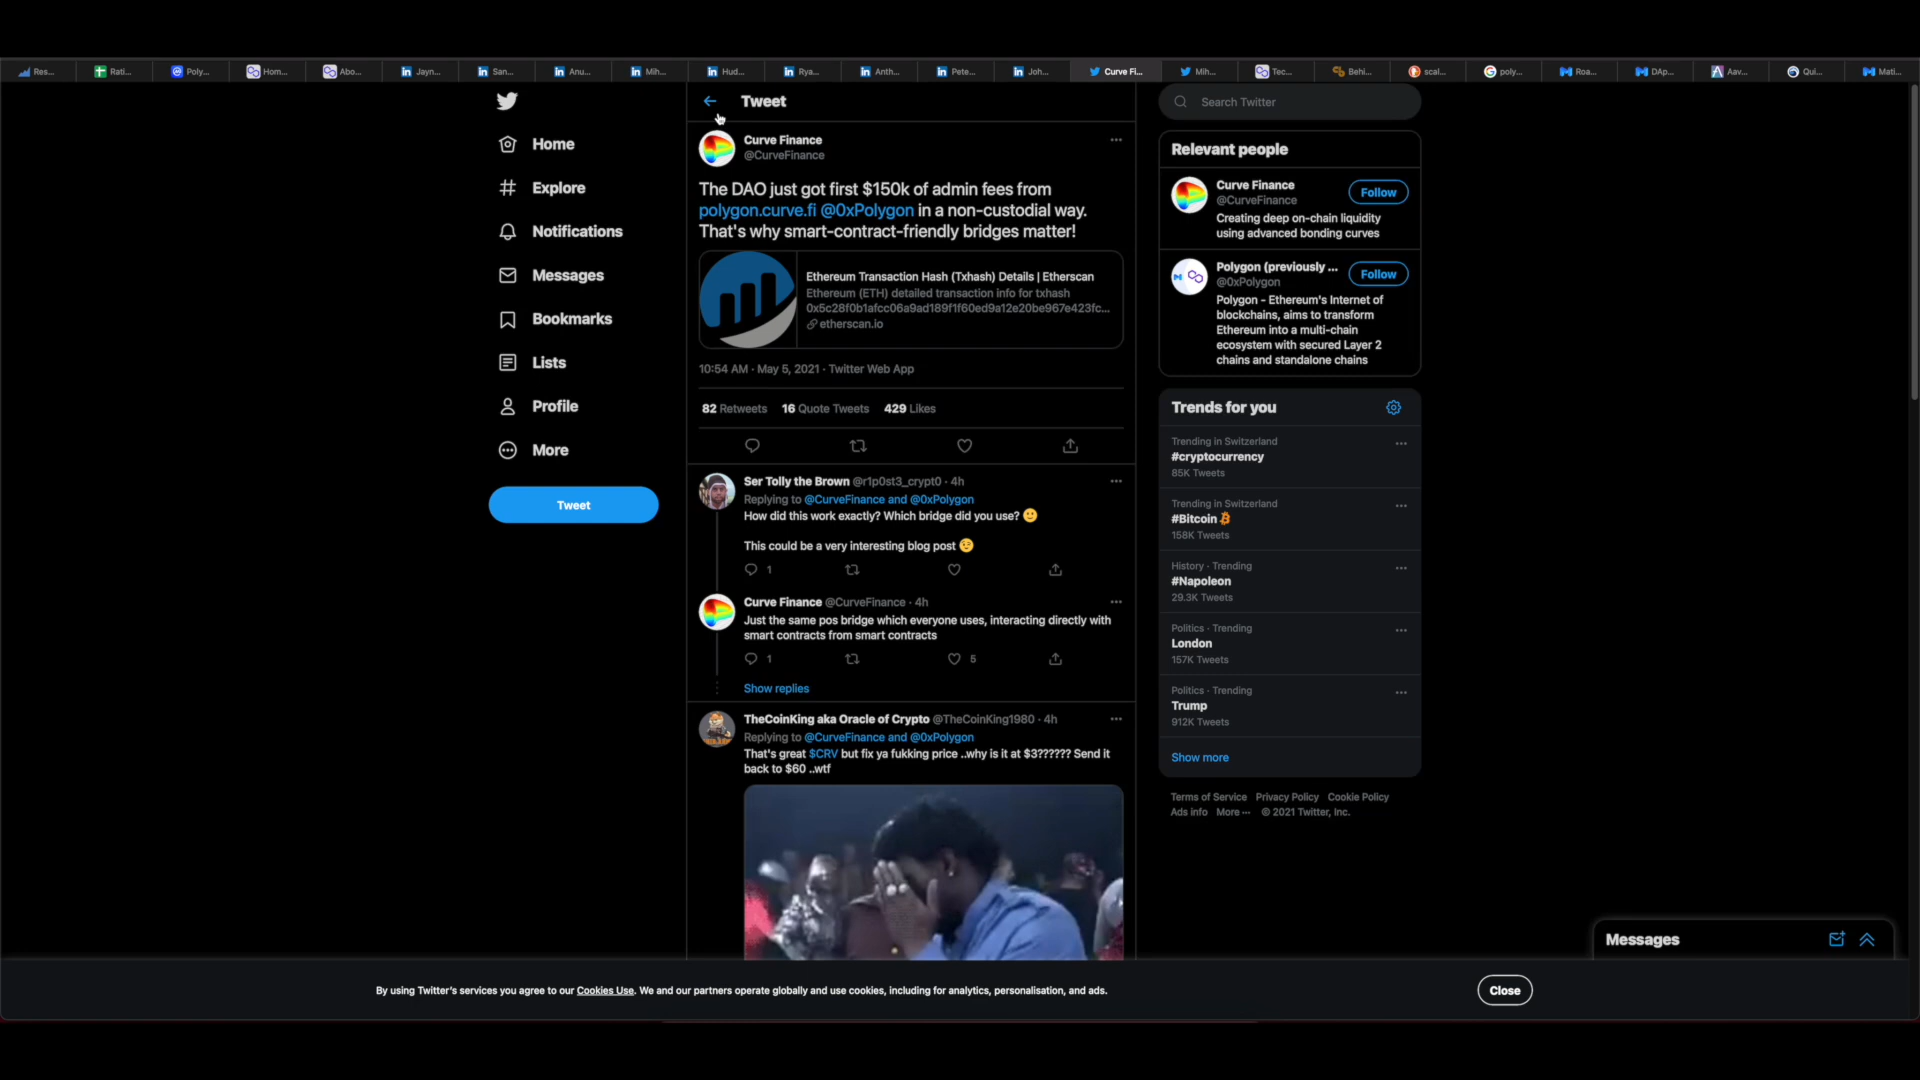 Res...
Rati...
Poly...
Hom...
Abo...
Jayn...
San...
Anu...
Mih...
Hud...
Rya...
Anth...
Pete...
Joh...
Curve Fi...
Mih...
Tec...
Behi...
scal...
poly...
Roa...
DAp...
Aav...
Qui...
Mati...
Home
Explore
Notifications
Messages
Bookmarks
Lists
Profile
More
Tweet
Tweet
Curve Finance
@CurveFinance
The DAO just got first $150k of admin fees from
polygon.curve.fi @0xPolygon in a non-custodial way.
That's why smart-contract-friendly bridges matter!
Ethereum Transaction Hash (Txhash) Details | Etherscan
Ethereum (ETH) detailed transaction info for txhash
0x5c28f0b1afcc06a9ad189f1f60ed9a12e20be967e423fc...
etherscan.io
10:54 AM · May 5, 2021 · Twitter Web App
82 Retweets 16 Quote Tweets 429 Likes
Ser Tolly the Brown @r1p0st3_crypt0 · 4h
Replying to @CurveFinance and @0xPolygon
How did this work exactly? Which bridge did you use? 🙂
This could be a very interesting blog post 😉
1
Curve Finance @CurveFinance · 4h
Just the same pos bridge which everyone uses, interacting directly with
smart contracts from smart contracts
1 5
Show replies
TheCoinKing aka Oracle of Crypto @TheCoinKing1980 · 4h
Replying to @CurveFinance and @0xPolygon
That's great $CRV but fix ya fukking price ..why is it at $3?????? Send it
back to $60 ..wtf
Search Twitter
Relevant people
Curve Finance
@CurveFinance
Follow
Creating deep on-chain liquidity
using advanced bonding curves
Polygon (previously ...
@0xPolygon
Follow
Polygon - Ethereum's Internet of
blockchains, aims to transform
Ethereum into a multi-chain
ecosystem with secured Layer 2
chains and standalone chains
Trends for you
Trending in Switzerland
#cryptocurrency
85K Tweets
Trending in Switzerland
#Bitcoin
158K Tweets
History · Trending
#Napoleon
29.3K Tweets
Politics · Trending
London
157K Tweets
Politics · Trending
Trump
912K Tweets
Show more
Terms of Service Privacy Policy Cookie Policy
Ads info More ··· © 2021 Twitter, Inc.
Messages
By using Twitter's services you agree to our Cookies Use. We and our partners operate globally and use cookies, including for analytics, personalisation, and ads.
Close